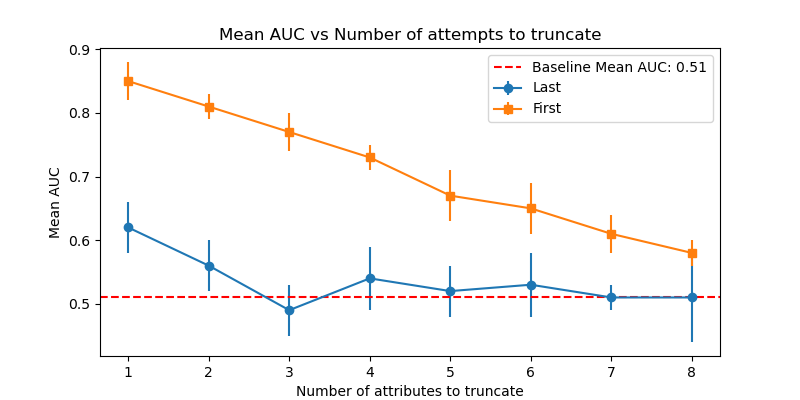 Mean AUC vs Number of attempts to truncate
Baseline Mean AUC: 0.51
Last
First
Mean AUC
0.9
0.8
0.7
0.6
0.5
1 2 3 4 5 6 7 8
Number of attributes to truncate